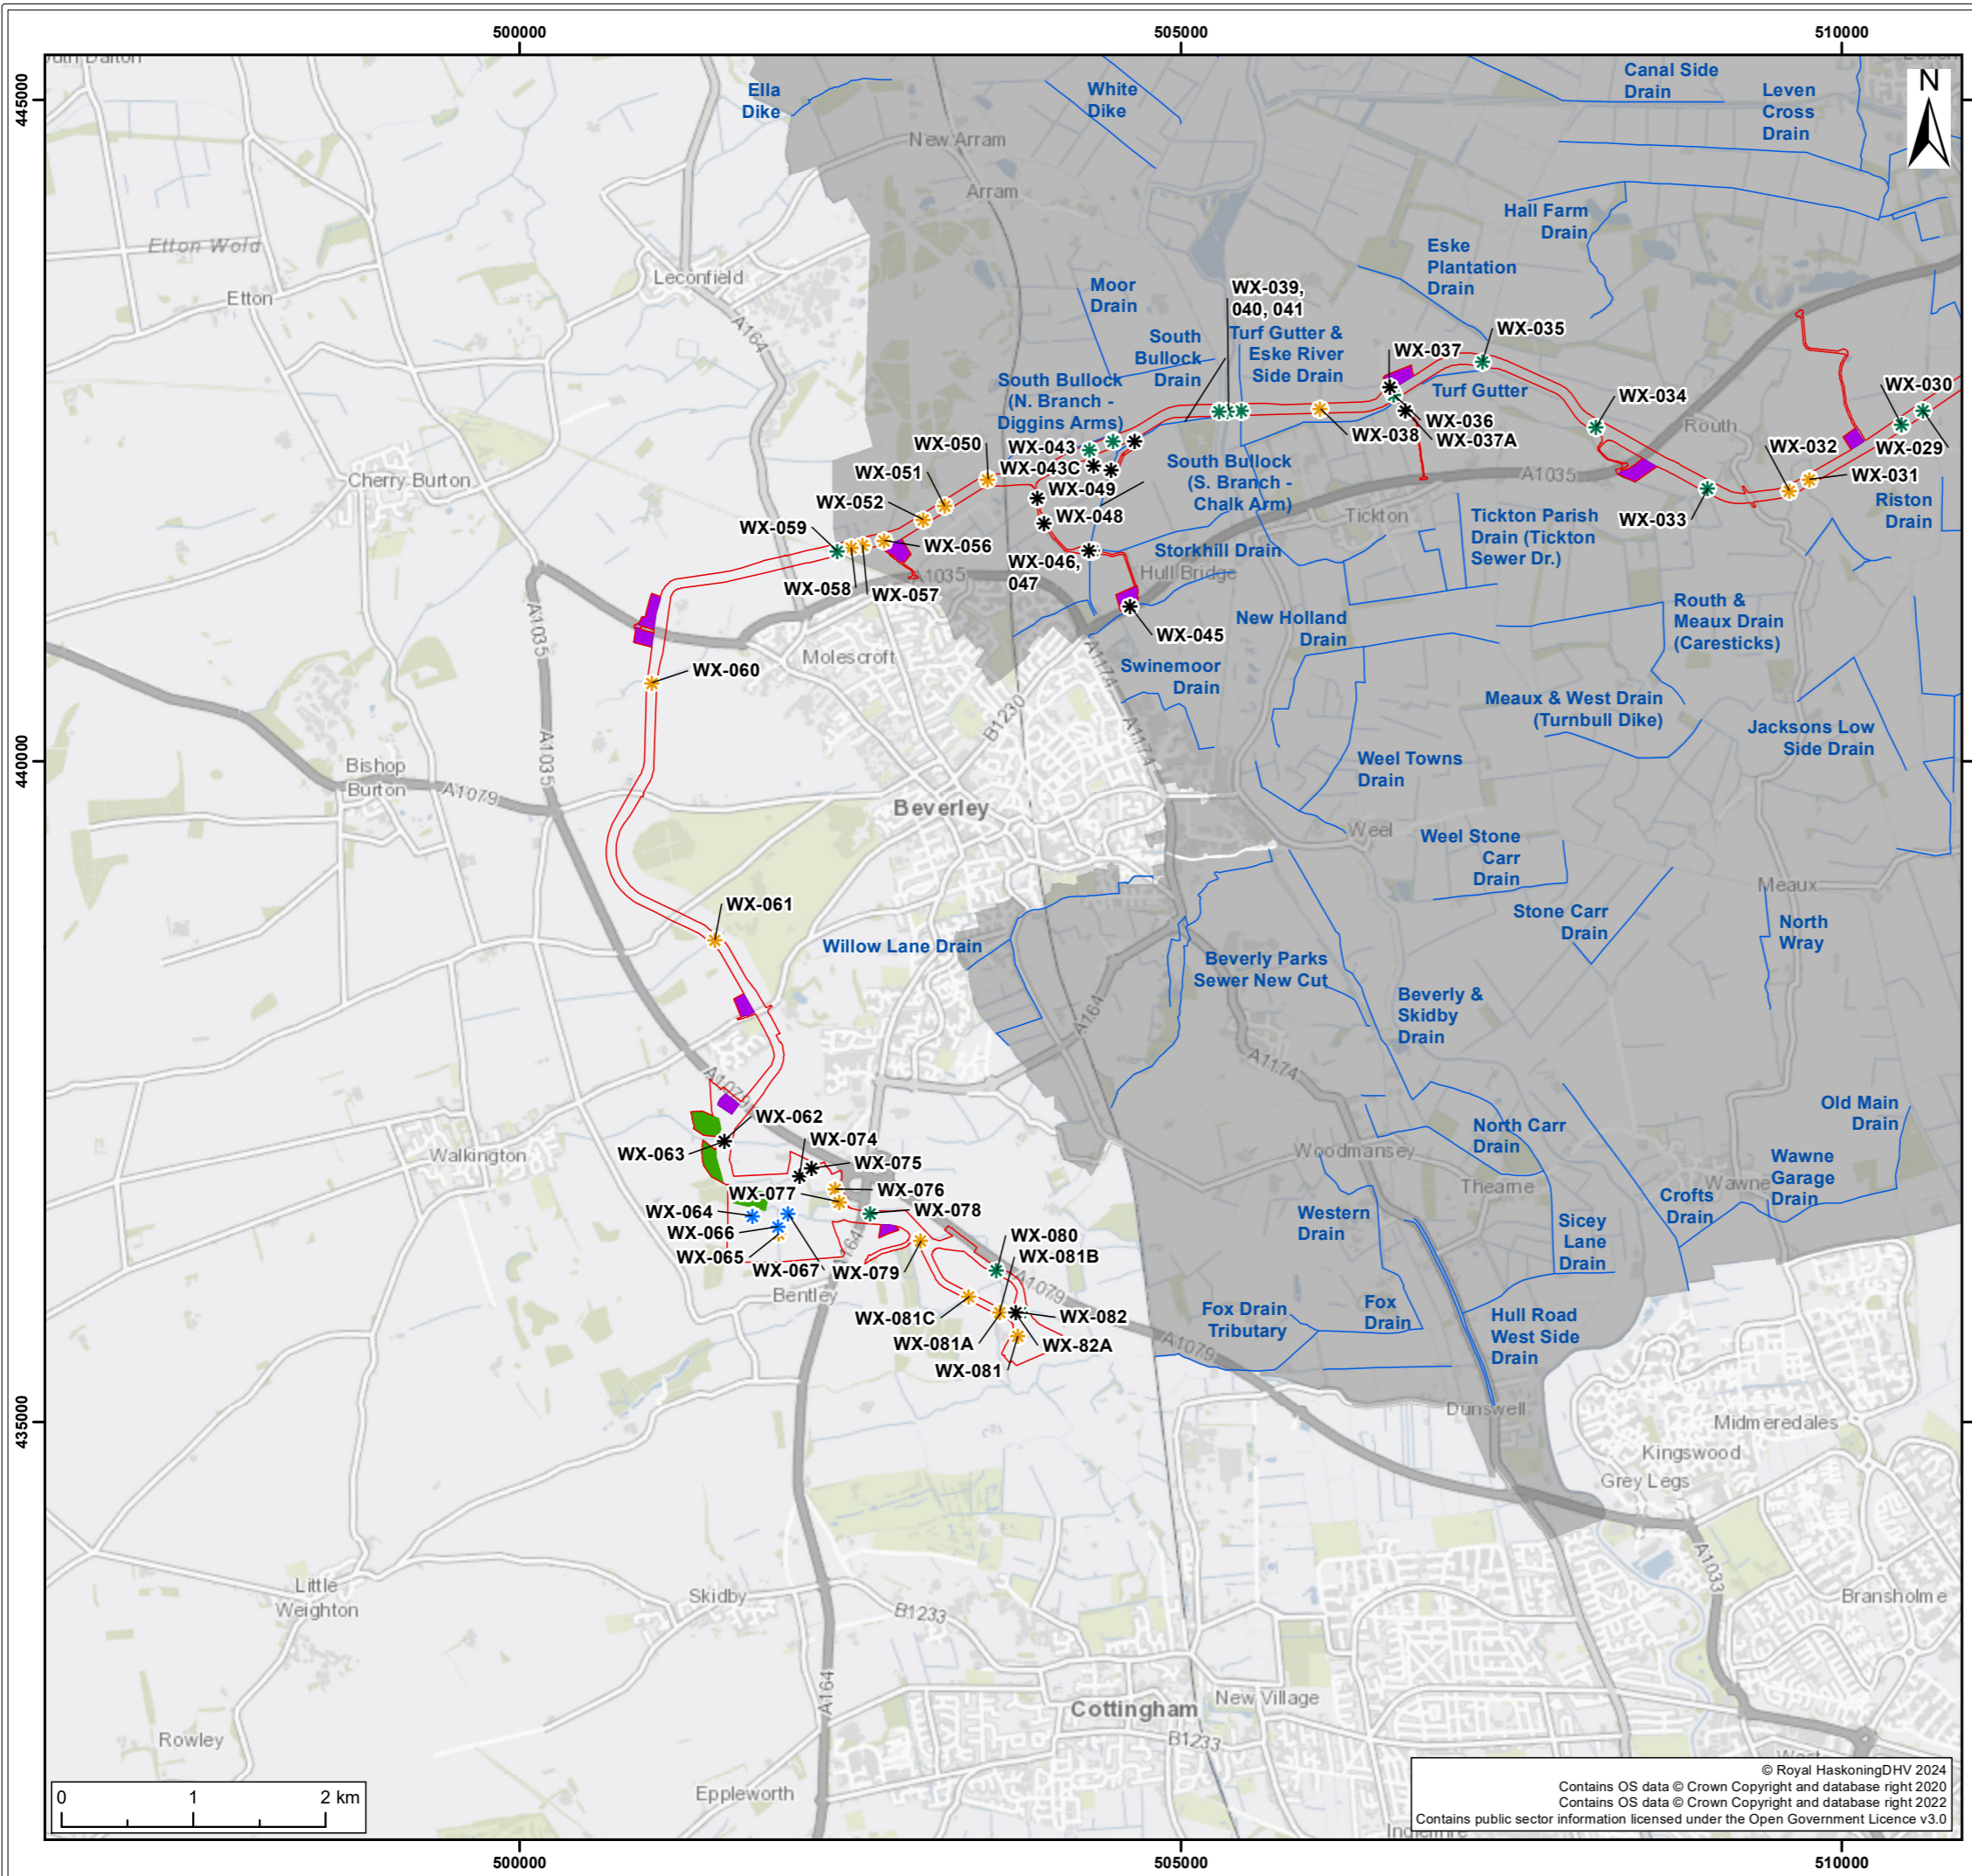 500000
505000
510000
445000
440000
435000
N
Ella
Dike
White
Dike
Canal Side
Drain
Leven
Cross
Drain
New Arram
Arram
Etton Wold
Leconfield
Etton
A164
Hall Farm
Drain
Eske
Plantation
Drain
Moor
Drain
WX-039,
040, 041
South
Bullock
Drain
Turf Gutter &
Eske River
Side Drain
WX-035
WX-037
Turf Gutter
South Bullock
(N. Branch -
Diggins Arms)
WX-034
WX-030
Routh
WX-036
WX-037A
WX-038
WX-032
WX-029
WX-031
WX-050
WX-043
WX-043C
WX-051
WX-049
South Bullock
(S. Branch -
Chalk Arm)
A1035
Cherry Burton
WX-052
WX-048
Tickton
Tickton Parish
Drain (Tickton
Sewer Dr.)
WX-033
Riston
Drain
WX-059
WX-056
Storkhill Drain
Hull Bridge
WX-046,
047
WX-058
WX-057
A1035
A1035
WX-045
New Holland
Drain
Routh &
Meaux Drain
(Caresticks)
Molescroft
WX-060
A1174
Swinemoor
Drain
B1230
A1174
Meaux & West Drain
(Turnbull Dike)
Jacksons Low
Side Drain
A1035
Bishop
Burton
A1079
Beverley
Weel Towns
Drain
Weel
Weel Stone
Carr
Drain
Meaux
WX-061
Stone Carr
Drain
North
Wray
Willow Lane Drain
Beverly Parks
Sewer New Cut
Beverly &
Skidby
Drain
A164
A1174
A1079
WX-062
WX-063
WX-074
WX-075
Walkington
Woodmansey
North Carr
Drain
Old Main
Drain
WX-077
WX-076
WX-078
WX-064
WX-066
WX-065
WX-067
WX-079
Thearne
Wawne
Wawne
Garage
Drain
Crofts
Drain
Western
Drain
Sicey
Lane
Drain
WX-080
WX-081B
A1079
Bentley
WX-081C
WX-082
WX-081A
WX-82A
WX-081
Fox Drain
Tributary
Fox
Drain
Hull Road
West Side
Drain
A1079
Dunswell
Midmeredales
Kingswood
Grey Legs
A1033
Little
Weighton
Skidby
B1233
Bransholme
A164
Cottingham
New Village
B1233
Rowley
Eppleworth
0 1 2 km
© Royal HaskoningDHV 2024
Contains OS data © Crown Copyright and database right 2020
Contains OS data © Crown Copyright and database right 2022
Contains public sector information licensed under the Open Government Licence v3.0
500000
505000
510000